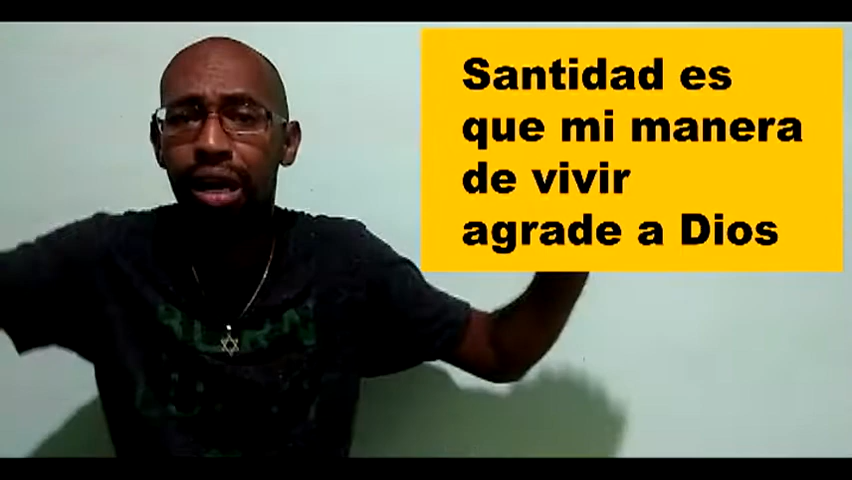 Santidad es
que mi manera
de vivir
agrade a Dios